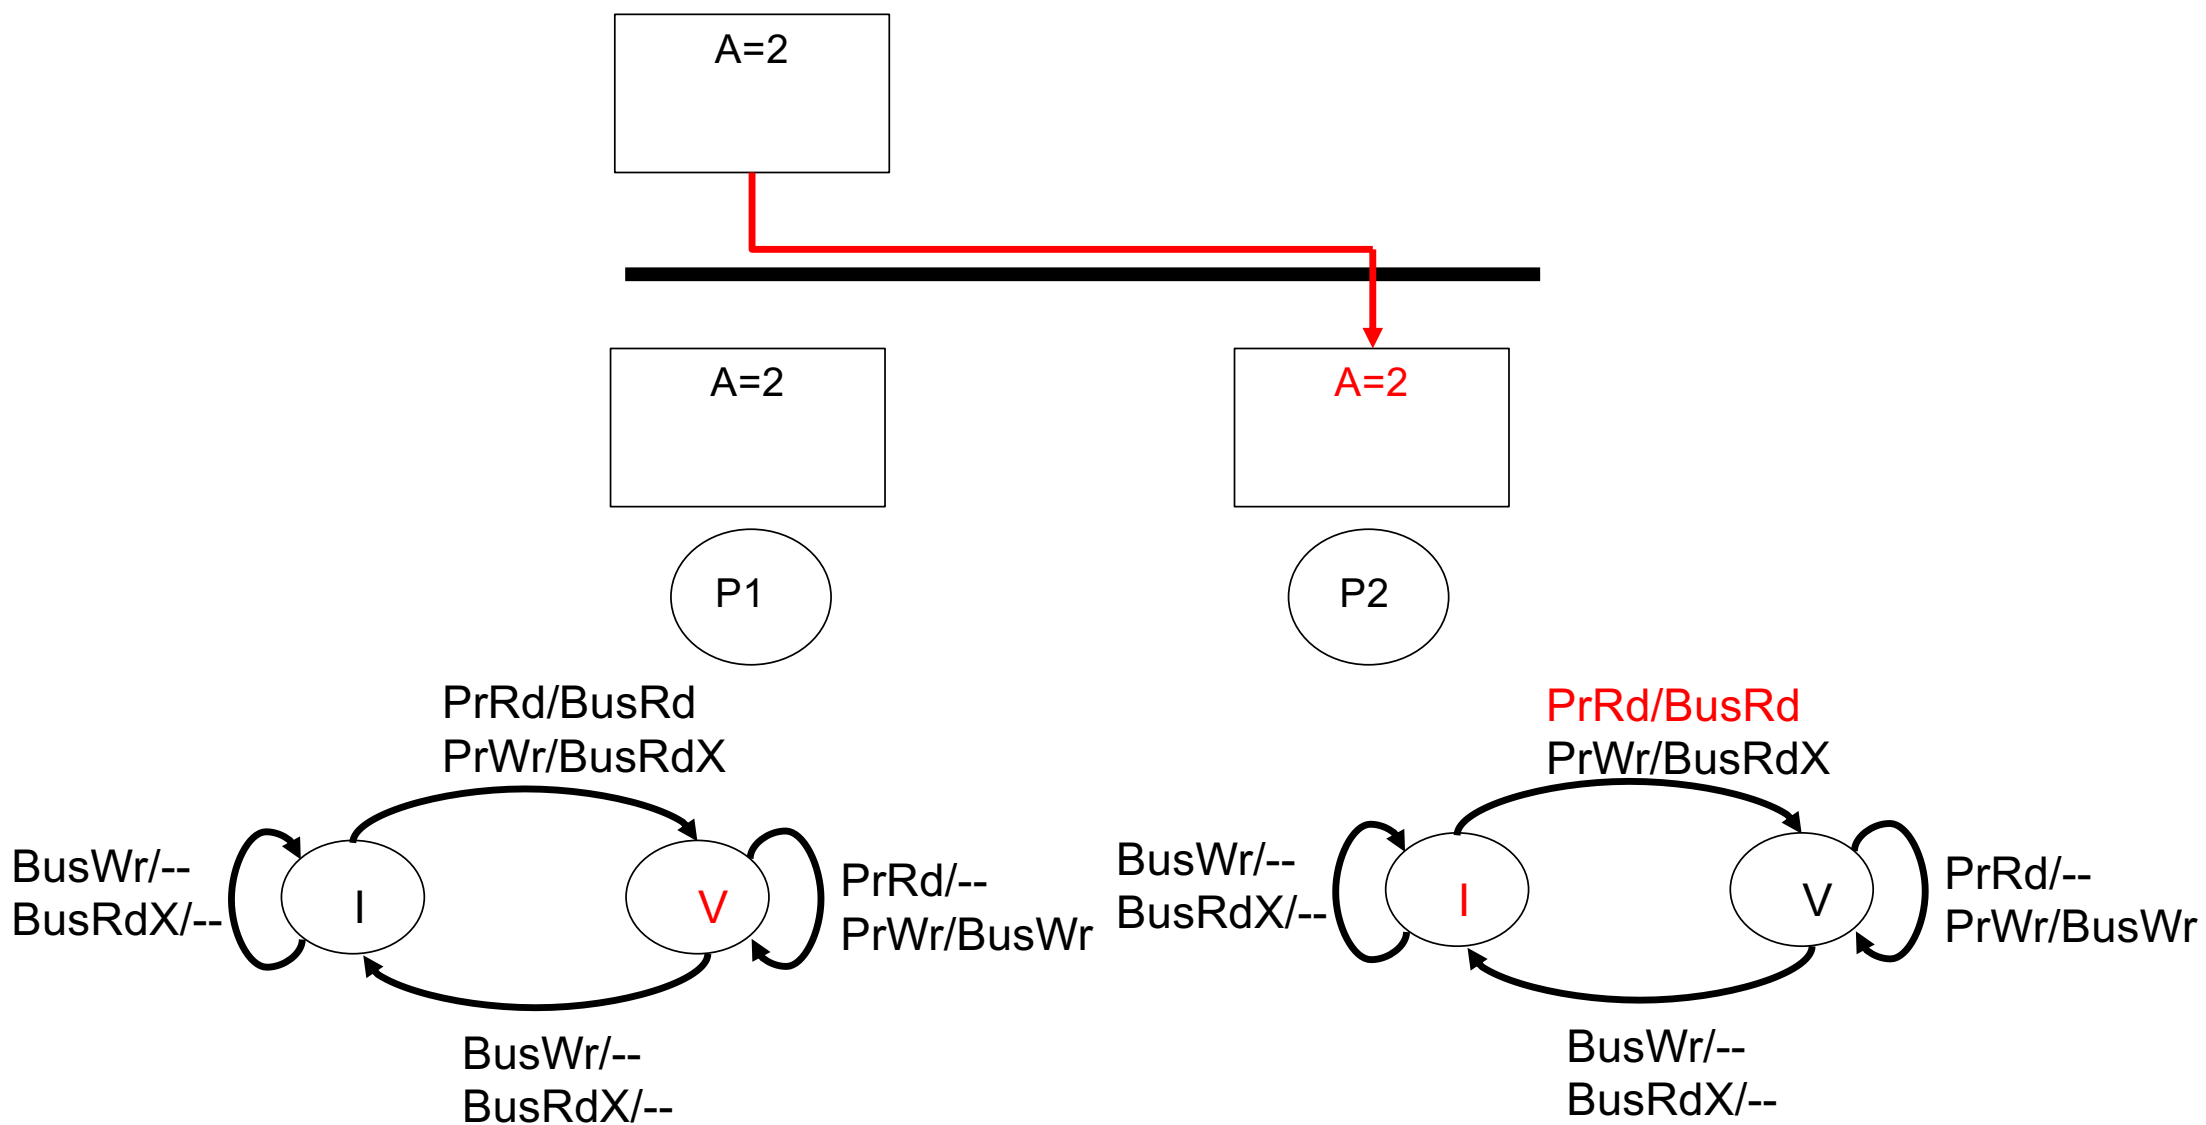 A=2
A=2
A=2
P1
P2
PrRd/BusRd
PrWr/BusRdX
PrRd/BusRd
PrWr/BusRdX
BusWr/--
BusRdX/--
I
V
PrRd/--
PrWr/BusWr
BusWr/--
BusRdX/--
I
V
PrRd/--
PrWr/BusWr
BusWr/--
BusRdX/--
BusWr/--
BusRdX/--